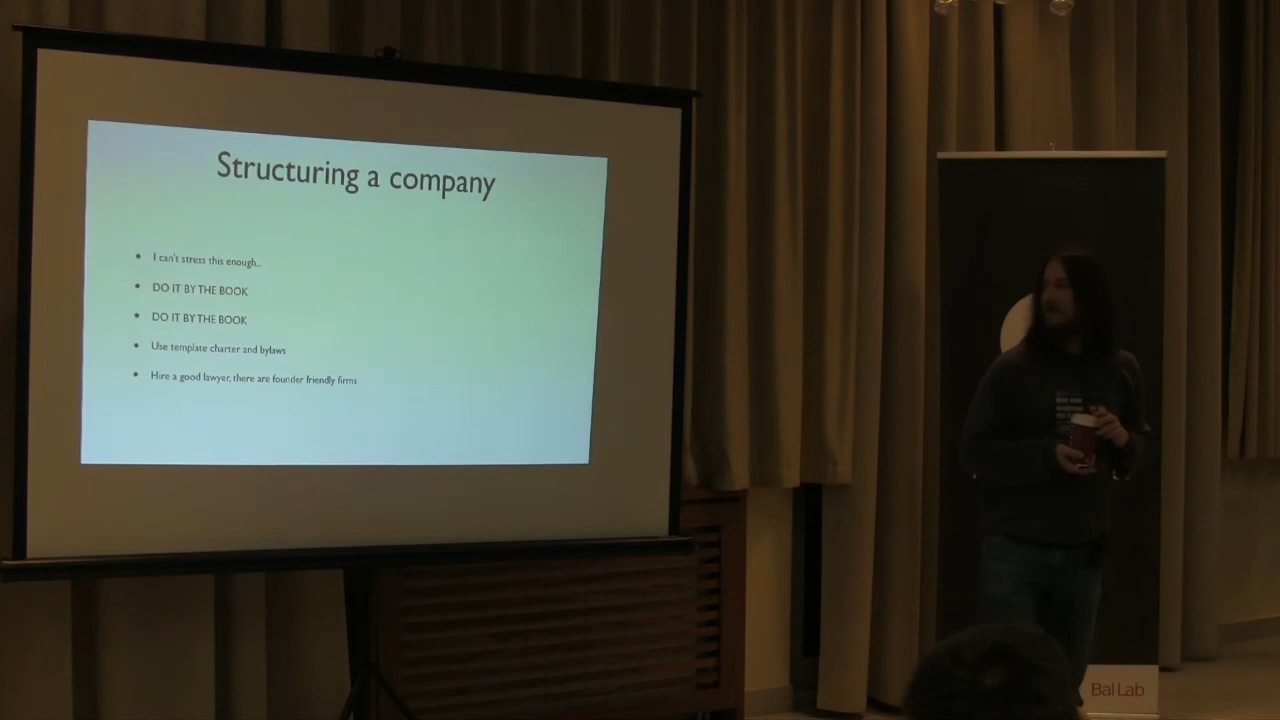 Structuring a company
I can't stress this enough...
DO IT BY THE BOOK
DO IT BY THE BOOK
Use template charter and bylaws
Hire a good lawyer, there are founder friendly firms
Bal Lab